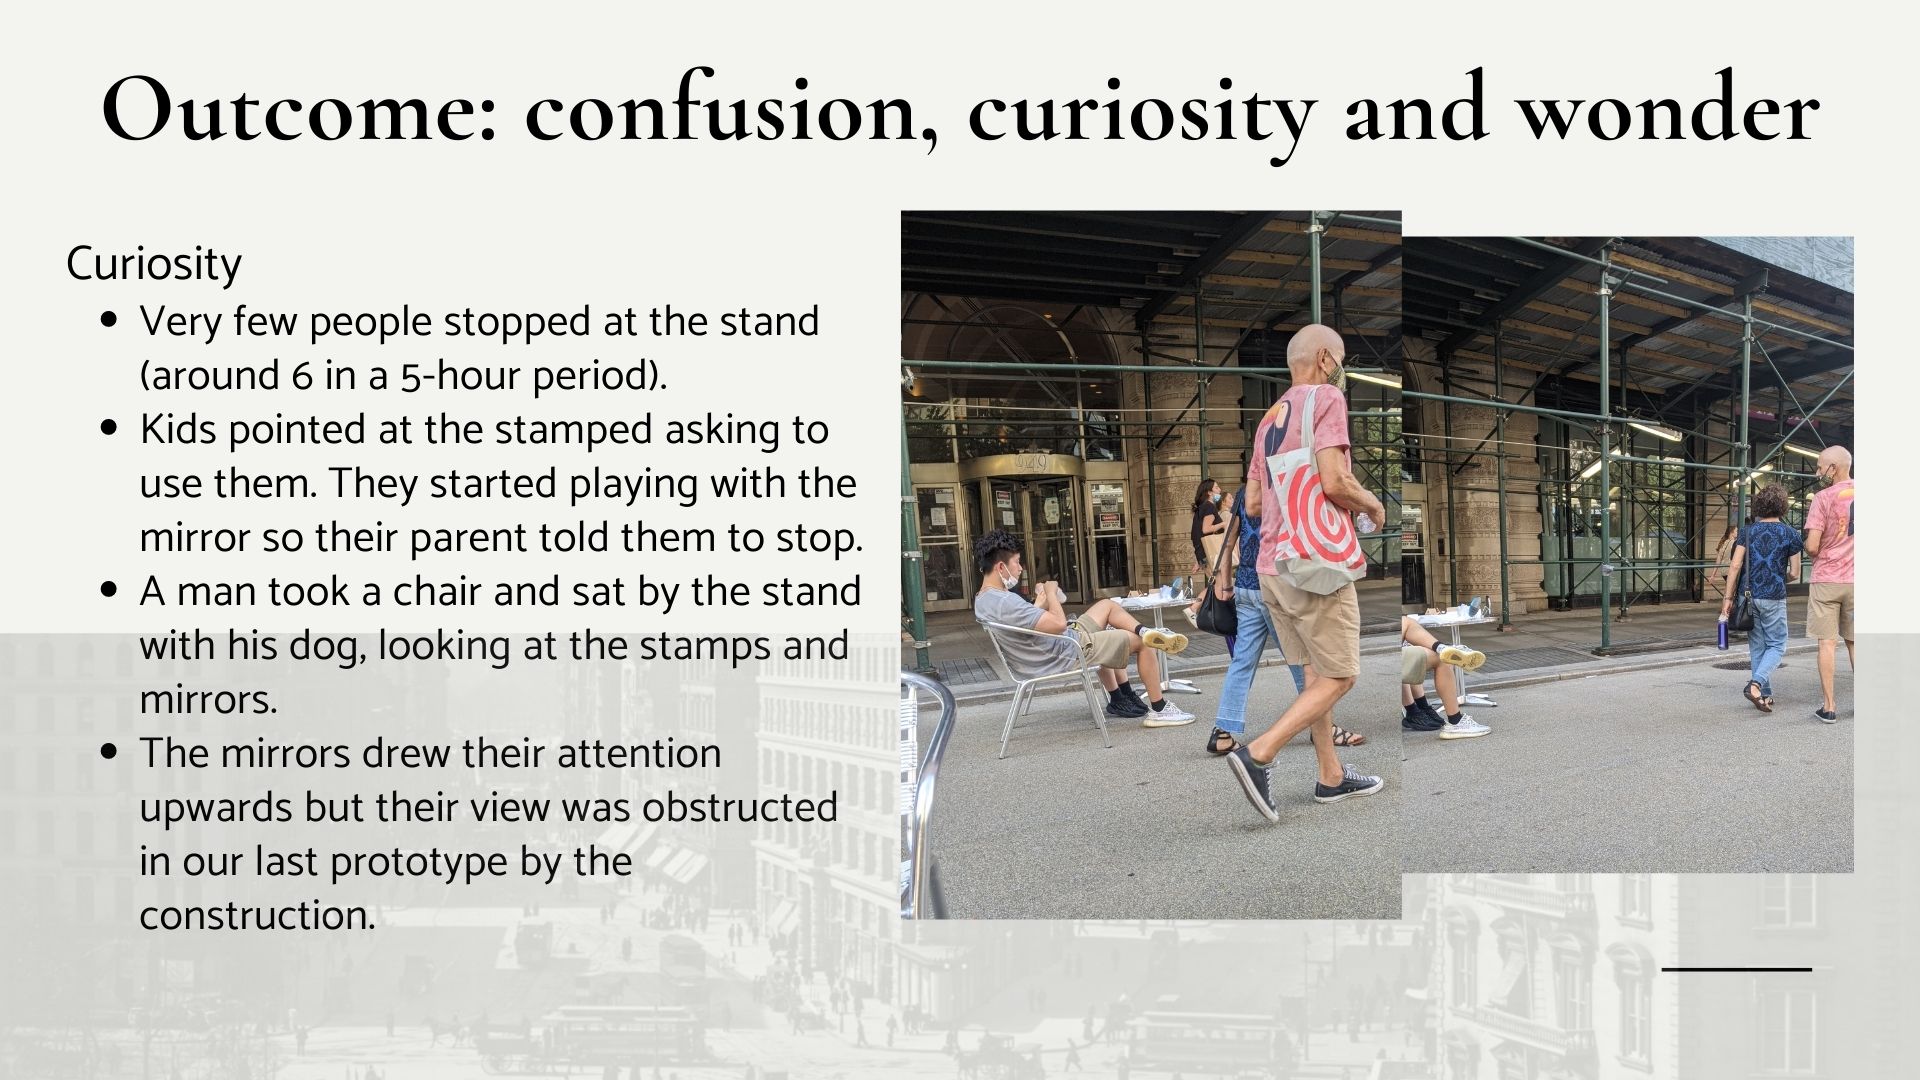 Outcome: confusion, curiosity and wonder
Curiosity
• Very few people stopped at the stand
(around 6 in a 5-hour period).
• Kids pointed at the stamped asking to
use them. They started playing with the
mirror so their parent told them to stop.
• A man took a chair and sat by the stand
with his dog, looking at the stamps and
mirrors.
• The mirrors drew their attention
upwards but their view was obstructed
in our last prototype by the
construction.